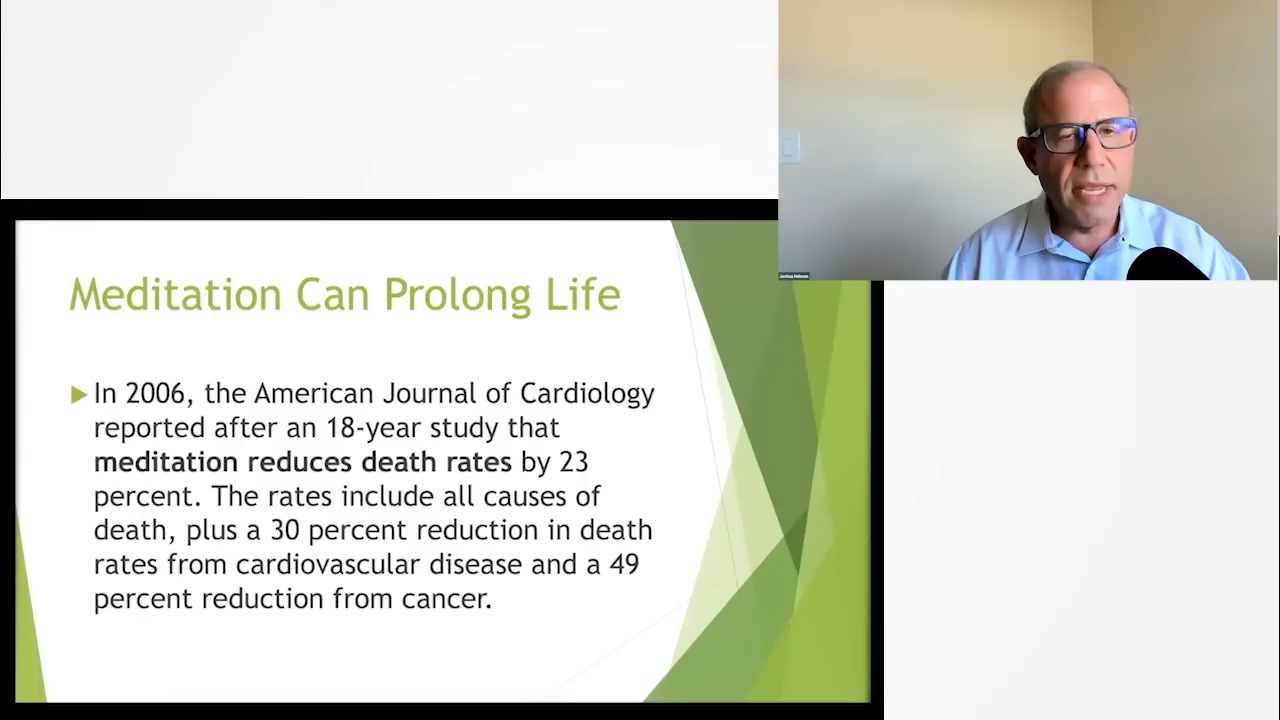 Meditation Can Prolong Life
In 2006, the American Journal of Cardiology
reported after an 18-year study that
meditation reduces death rates by 23
percent. The rates include all causes of
death, plus a 30 percent reduction in death
rates from cardiovascular disease and a 49
percent reduction from cancer.